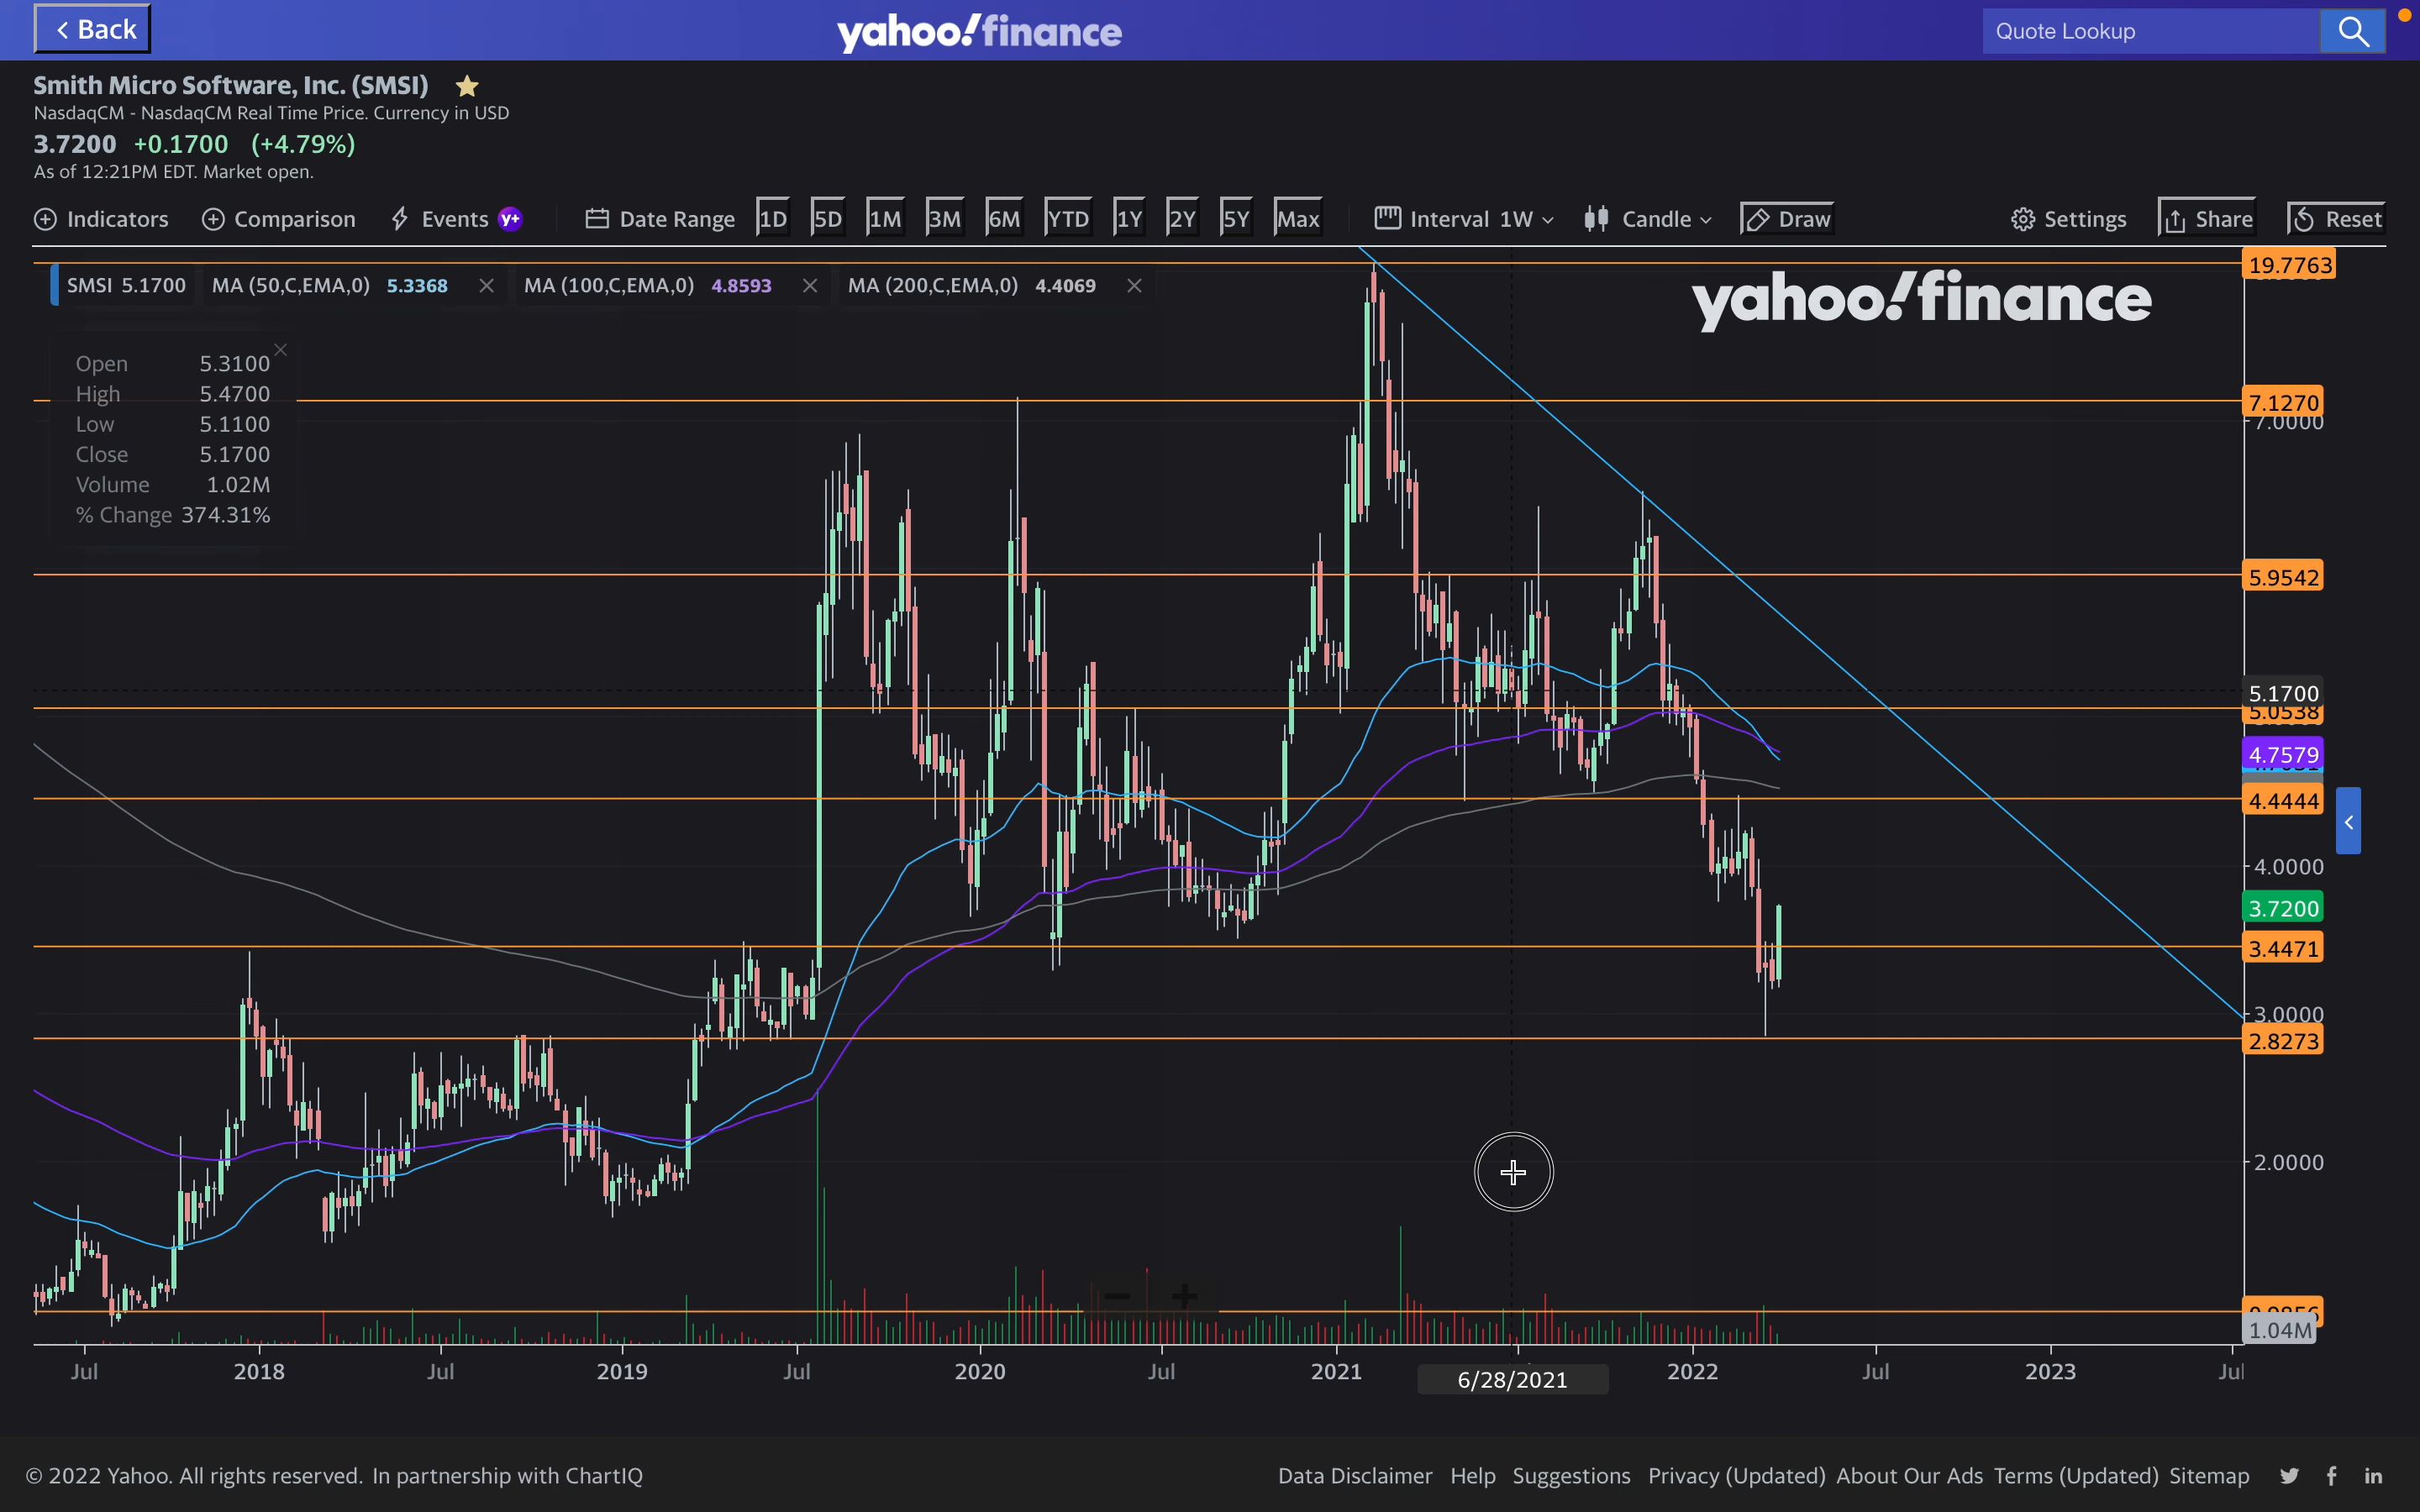 Back
yahoo!finance
Quote Lookup
Smith Micro Software, Inc. (SMSI)
NasdaqCM - NasdaqCM Real Time Price. Currency in USD
3.7200 +0.1700 (+4.79%)
As of 12:21PM EDT. Market open.
Indicators Comparison Events y+ Date Range 1D 5D 1M 3M 6M YTD 1Y 2Y 5Y Max Interval 1W Candle Draw Settings Share Reset
SMSI 5.1700 MA (50,C,EMA,0) 5.3368 MA (100,C,EMA,0) 4.8593 MA (200,C,EMA,0) 4.4069
yahoo!finance
Open 5.3100
High 5.4700
Low 5.1100
Close 5.1700
Volume 1.02M
% Change 374.31%
19.7763
7.1270
7.0000
5.9542
5.1700
5.0538
4.7579
4.4444
4.0000
3.7200
3.4471
3.0000
2.8273
2.0000
1.04M
Jul 2018 Jul 2019 Jul 2020 Jul 2021 6/28/2021 2022 Jul 2023 Jul
© 2022 Yahoo. All rights reserved. In partnership with ChartIQ
Data Disclaimer Help Suggestions Privacy (Updated) About Our Ads Terms (Updated) Sitemap